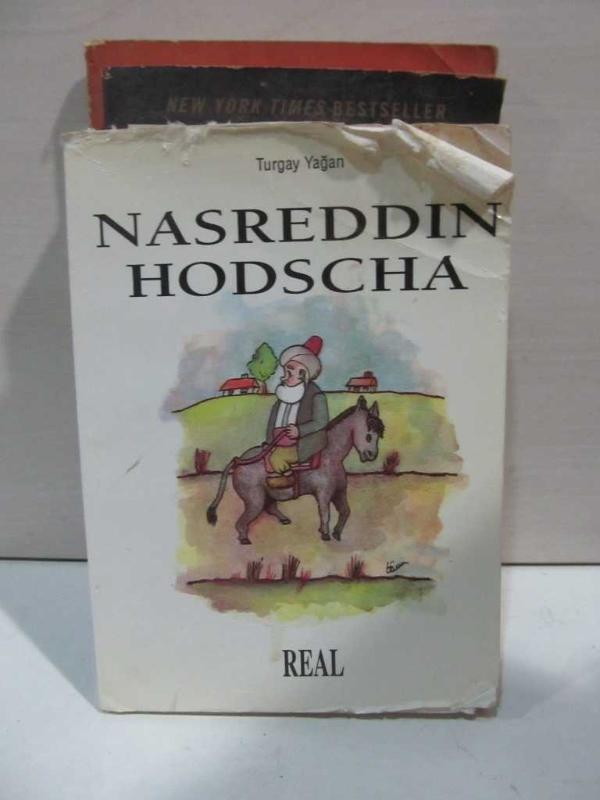 NEW YORK TIMES BESTSELLER
Turgay Yağan
NASREDDIN
HODSCHA
REAL